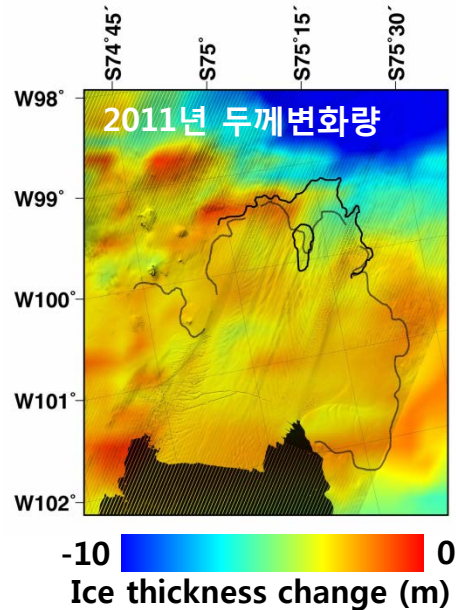 S74˚45'
S75˚
S75˚15'
S75˚30'
W98˚
2011년 두께변화량
W99˚
W100˚
W101˚
W102˚
-10
0
Ice thickness change (m)